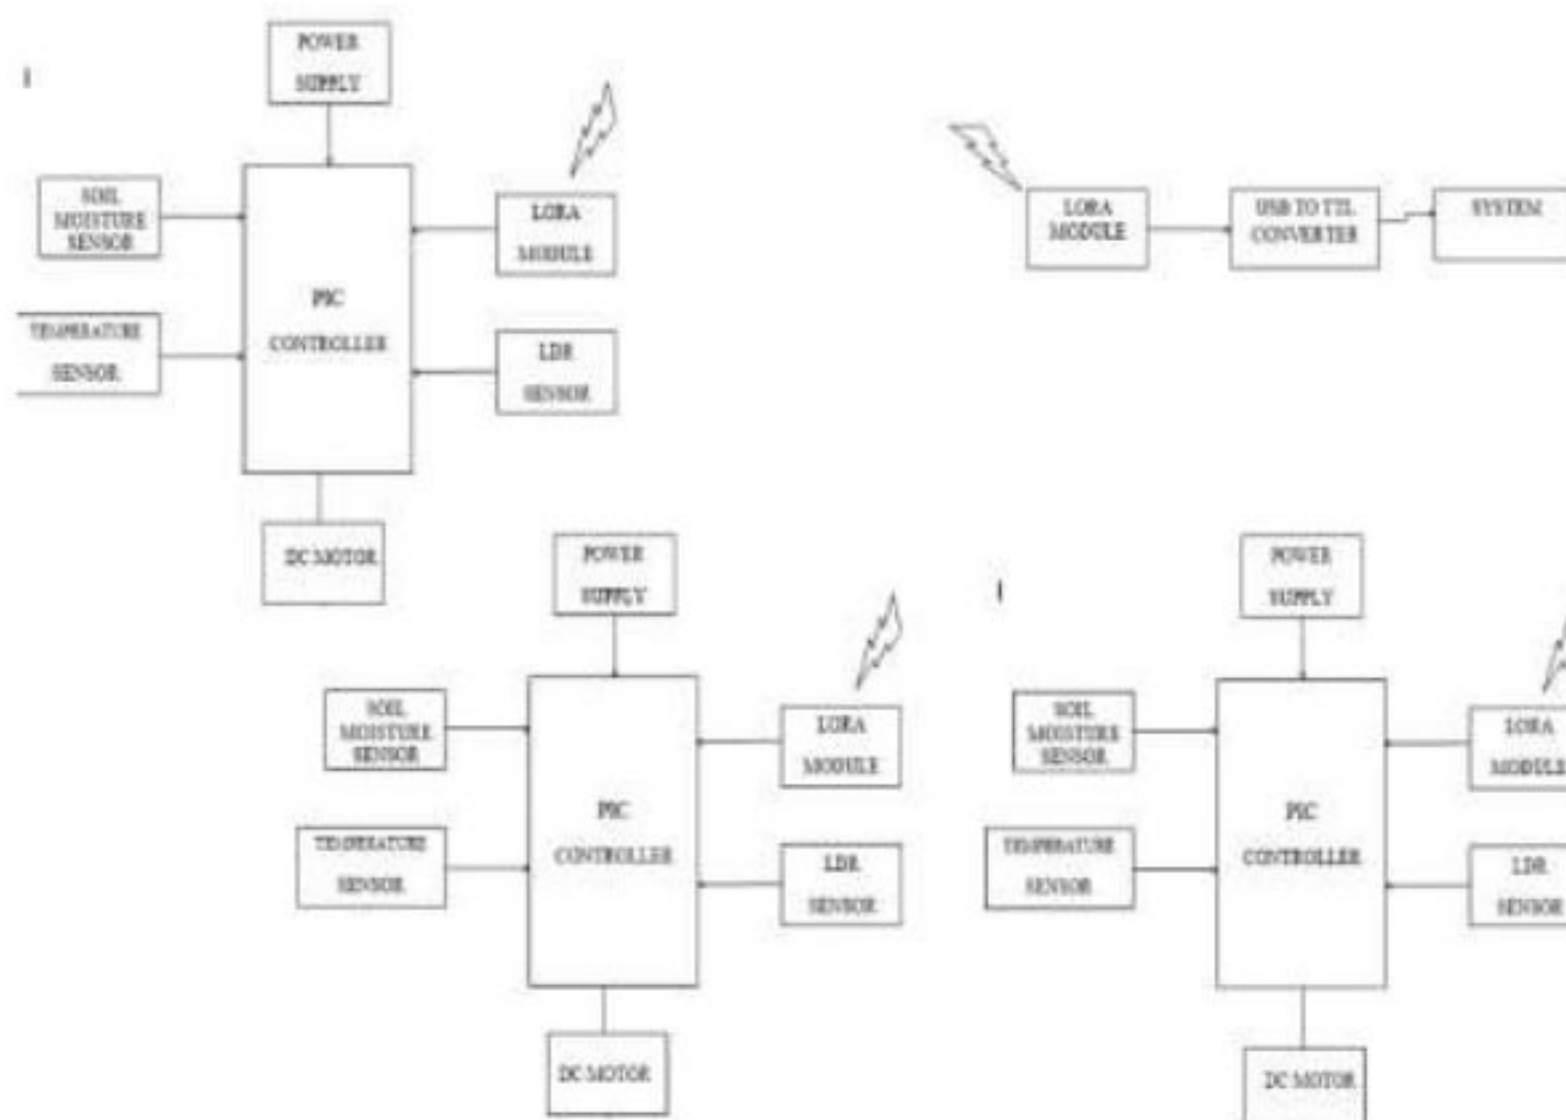 POWER
SUPPLY
SOIL
MOISTURE
SENSOR
TEMPERATURE
SENSOR
PIC
CONTROLLER
LORA
MODULE
LDR
SENSOR
DC MOTOR
LORA
MODULE
USB TO TTL
CONVERTER
SYSTEM
POWER
SUPPLY
SOIL
MOISTURE
SENSOR
TEMPERATURE
SENSOR
PIC
CONTROLLER
LORA
MODULE
LDR
SENSOR
DC MOTOR
POWER
SUPPLY
SOIL
MOISTURE
SENSOR
TEMPERATURE
SENSOR
PIC
CONTROLLER
LORA
MODULE
LDR
SENSOR
DC MOTOR